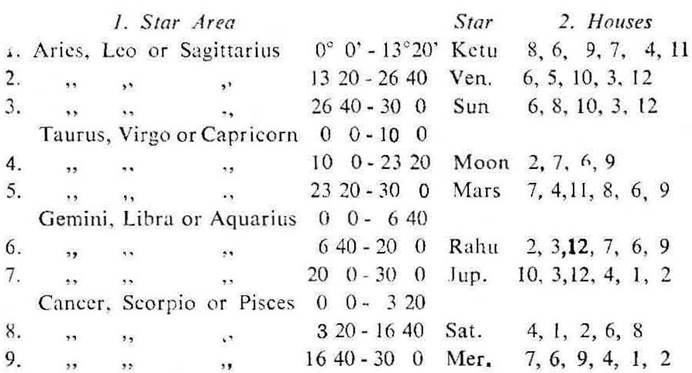 1. Star Area Star 2. Houses
1. Aries, Leo or Sagittarius 0° 0' - 13°20' Ketu 8, 6, 9, 7, 4, 11
2. ,, ,, ,, 13 20 - 26 40 Ven. 6, 5, 10, 3, 12
3. ,, ,, ,, 26 40 - 30 0 Sun 6, 8, 10, 3, 12
Taurus, Virgo or Capricorn 0 0 - 10 0
4. ,, ,, ,, 10 0 - 23 20 Moon 2, 7, 6, 9
5. ,, ,, ,, 23 20 - 30 0 Mars 7, 4, 11, 8, 6, 9
Gemini, Libra or Aquarius 0 0 - 6 40
6. ,, ,, ,, 6 40 - 20 0 Rahu 2, 3, 12, 7, 6, 9
7. ,, ,, ,, 20 0 - 30 0 Jup. 10, 3, 12, 4, 1, 2
Cancer, Scorpio or Pisces 0 0 - 3 20
8. ,, ,, ,, 3 20 - 16 40 Sat. 4, 1, 2, 6, 8
9. ,, ,, ,, 16 40 - 30 0 Mer. 7, 6, 9, 4, 1, 2